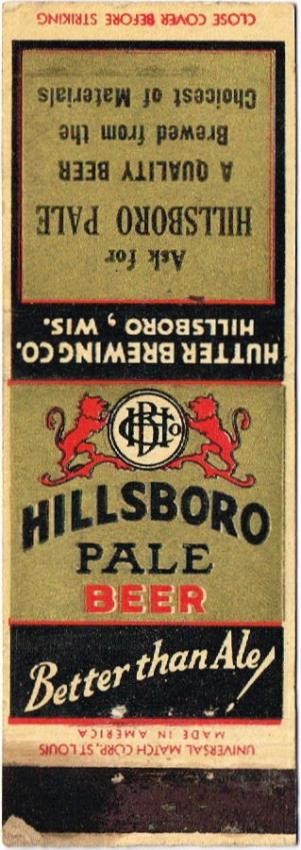 CLOSE COVER BEFORE STRIKING
Ask for
HILLSBORO PALE
A QUALITY BEER
Brewed from the
Choicest of Materials
HUTTER BREWING CO.
HILLSBORO, WIS.
HBCo
HILLSBORO
PALE
BEER
Better than Ale!
MADE IN AMERICA
UNIVERSAL MATCH CORP., ST LOUIS